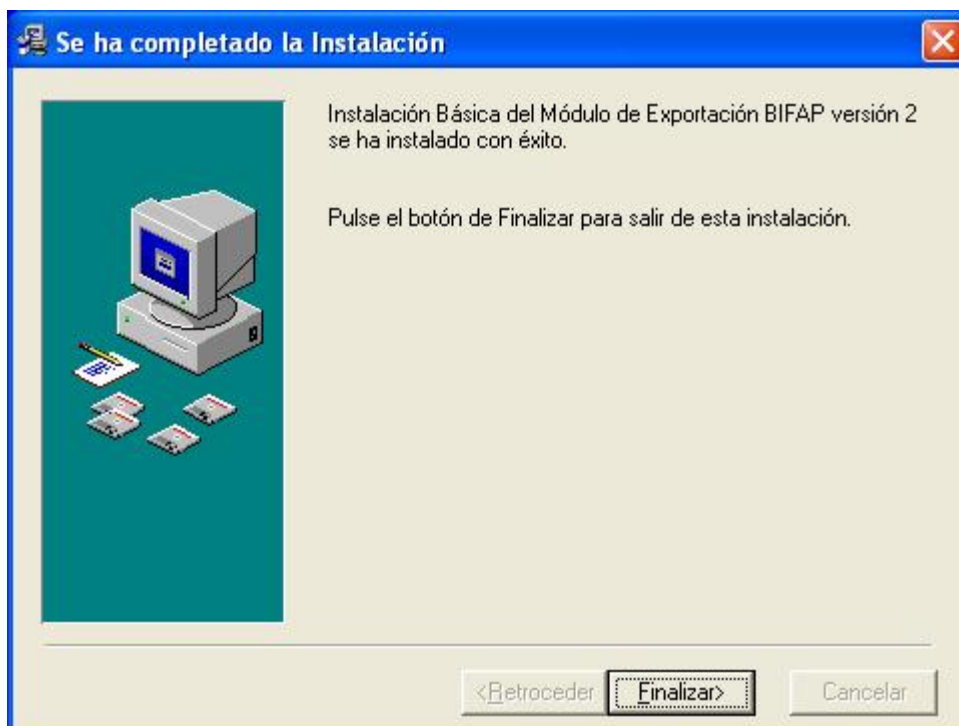 Se ha completado la Instalación
Instalación Básica del Módulo de Exportación BIFAP versión 2
se ha instalado con éxito.
Pulse el botón de Finalizar para salir de esta instalación.
<Retroceder
Finalizar>
Cancelar